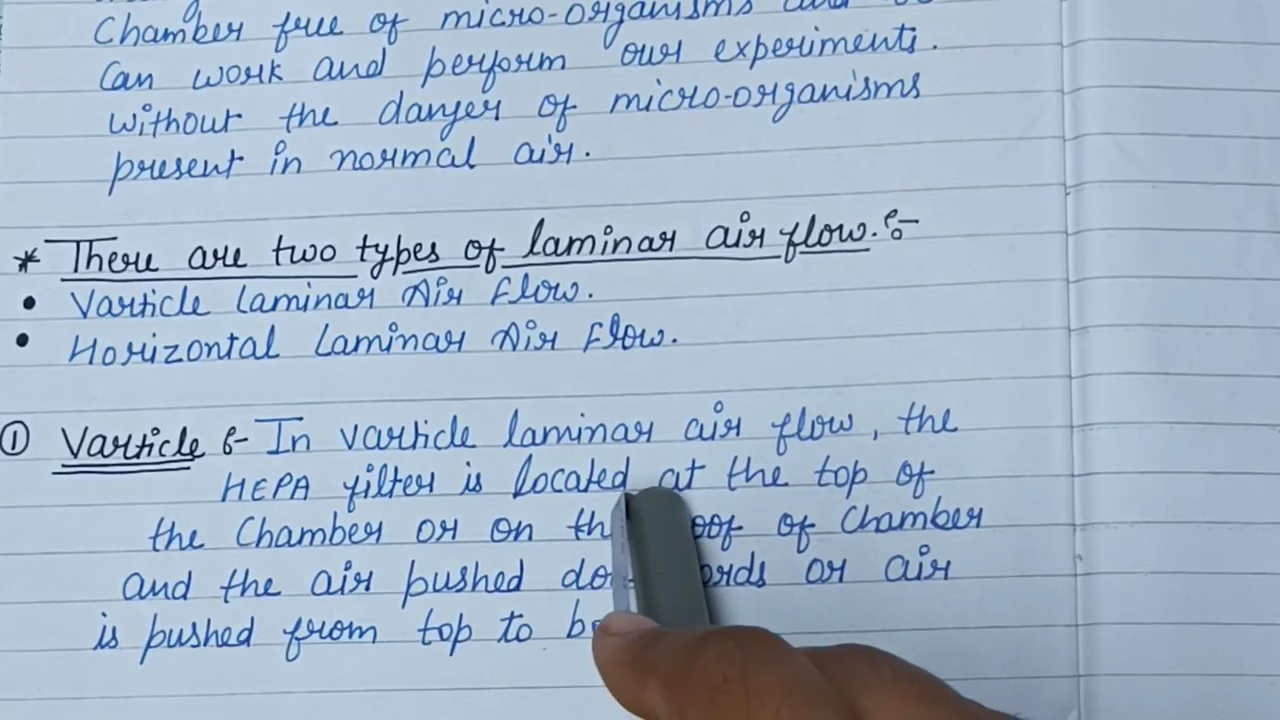 Chamber free of micro-organisms
Can work and perform our experiments.
without the danger of micro-organisms
present in normal air.
* There are two types of laminar air flow. :-
• Varticle Laminar Air Flow.
• Horizontal Laminar Air Flow.
① Varticle :- In varticle laminar air flow, the
HEPA filter is located at the top of
the Chamber or on of Chamber
and the air pushed or air
is pushed from top to